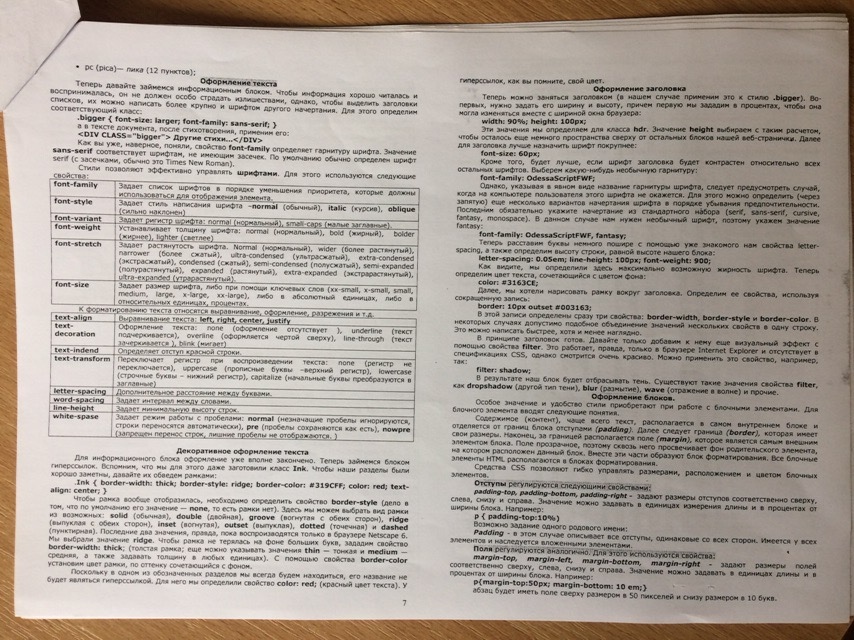 • pc (pica)— пика (12 пунктов);
Оформление текста
Теперь давайте займемся информационным блоком. Чтобы информация хорошо читалась и
воспринималась, он не должен особо страдать излишествами, однако, чтобы выделить заголовки
списков, их можно написать более крупно и шрифтом другого начертания. Для этого определим
соответствующий класс:
.bigger { font-size: larger; font-family: sans-serif; }
а в тексте документа, после стихотворения, применим его:
<DIV CLASS="bigger"> Другие стихи...</DIV>
Как вы уже, наверное, поняли, свойство font-family определяет гарнитуру шрифта. Значение
sans-serif соответствует шрифтам, не имеющим засечек. По умолчанию обычно определен шрифт
serif (с засечками, обычно это Times New Roman).
Стили позволяют эффективно управлять шрифтами. Для этого используются следующие
свойства:
font-family Задает список шрифтов в порядке уменьшения приоритета, которые должны
использоваться для отображения элемента.
font-style Задает стиль написания шрифта –normal (обычный), italic (курсив), oblique
(сильно наклонен)
font-variant Задает регистр шрифта: normal (нормальный), small-caps (малые заглавные).
font-weight Устанавливает толщину шрифта: normal (нормальный), bold (жирный), bolder
(жирнее), lighter (светлее)
font-stretch Задает растянутость шрифта. Normal (нормальный), wider (более растянутый),
narrower (более сжатый), ultra-condensed (ультрасжатый), extra-condensed
(экстрасжатый), condensed (сжатый), semi-condensed (полусжатый), semi-expanded
(полурастянутый), expanded (растянутый), extra-expanded (экстрарастянутый),
ultra-expanded (утрарастянутый).
font-size Задает размер шрифта, либо при помощи ключевых слов (xx-small, x-small, small,
medium, large, x-large, xx-large), либо в абсолютный единицах, либо в
относительных единицах, процентах.
К форматированию текста относятся выравнивание, оформление, разрежения и т.д.
text-align Выравнивание текста: left, right, center, justify
text-
decoration Оформление текста: none (оформление отсутствует ), underline (текст
подчеркивается), overline (оформляется чертой сверху), line-through (текст
зачеркивается ), blink (мигает)
text-indend Определяет отступ красной строки.
text-transform Переключает регистр при воспроизведении текста: none (регистр не
переключается), uppercase (прописные буквы –верхний регистр), lowercase
(строчные буквы – нижний регистр), capitalize (начальные буквы преобразуются в
заглавные)
letter-spacing Дополнительное расстояние между буквами.
word-spacing Задает интервал между словами.
line-height Задает минимальную высоту строк.
white-spase Задает режим работы с пробелами: normal (незначащие пробелы игнорируются,
строки переносятся автоматически), pre (пробелы сохраняются как есть), nowpre
(запрещен перенос строк, лишние пробелы не отображаются. )
Декоративное оформление текста
Для информационного блока оформление уже вполне закончено. Теперь займемся блоком
гиперссылок. Вспомним, что мы для этого даже заготовили класс Ink. Чтобы наши разделы были
хорошо заметны, давайте их обведем рамками:
.Ink { border-width: thick; border-style: ridge; border-color: #319CFF; color: red; text-
align: center; }
Чтобы рамка вообще отобразилась, необходимо определить свойство border-style (дело в
том, что по умолчанию его значение — none, то есть рамки нет). Здесь мы можем выбрать вид рамки
из возможных: solid (обычная), double (двойная), groove (вогнутая с обеих сторон), ridge
(выпуклая с обеих сторон), inset (вогнутая), outset (выпуклая), dotted (точечная) и dashed
(пунктирная). Последние два значения, правда, пока воспроизводятся только в браузере Netscape 6.
Мы выбрали значение ridge. Чтобы рамка не терялась на фоне больших букв, зададим свойство
border-width: thick; (толстая рамка; еще можно указывать значения thin — тонкая и medium —
средняя, а также задавать толщину в любых единицах). С помощью свойства border-color
установим цвет рамки, по оттенку сочетающийся с фоном.
Поскольку в одном из обозначенных разделов мы всегда будем находиться, его название не
будет являться гиперссылкой. Для него мы определили свойство color: red; (красный цвет текста). У
7
гиперссылок, как вы помните, свой цвет.
Оформление заголовка
Теперь можно заняться заголовком (в нашем случае применим это к стилю .bigger). Во-
первых, нужно задать его ширину и высоту, причем первую мы зададим в процентах, чтобы она
могла изменяться вместе с шириной окна браузера:
width: 90%; height: 100px;
Эти значения мы определям для класса hdr. Значение height выбираем с таким расчетом,
чтобы осталось еще немного пространства сверху от остальных блоков нашей веб-странички. Далее
для заголовка лучше назначить шрифт покрупнее:
font-size: 60px;
Кроме того, будет лучше, если шрифт заголовка будет контрастен относительно всех
остальных шрифтов. Выберем какую-нибудь необычную гарнитуру:
font-family: OdessaScriptFWF;
Однако, указывая в явном виде название гарнитуры шрифта, следует предусмотреть случай,
когда на компьютере пользователя этого шрифта не окажется. Для этого можно определить (через
запятую) еще несколько вариантов начертания шрифта в порядке убывания предпочтительности.
Последним обязательно укажите начертание из стандартного набора (serif, sans-serif, cursive,
fantasy, monospace). В данном случае нам нужен необычный шрифт, поэтому укажем значение
fantasy:
font-family: OdessaScriptFWF, fantasy;
Теперь расставим буквы немного пошире с помощью уже знакомого нам свойства letter-
spacing, а также определим высоту строки, равной высоте нашего блока:
letter-spacing: 0.05em; line-height: 100px; font-weight: 900;
Как видите, мы определили здесь максимально возможную жирность шрифта. Теперь
определим цвет текста, сочетающийся с цветом фона:
color: #3163CE;
Далее, мы хотели нарисовать рамку вокруг заголовка. Определим ее свойства, используя
сокращенную запись:
border: 10px outset #003163;
В этой записи определены сразу три свойства: border-width, border-style и border-color. В
некоторых случаях допустимо подобное объединение значений нескольких свойств в одну строку.
Это можно написать быстрее, хотя и менее наглядно.
В принципе заголовок готов. Давайте только добавим к нему еще визуальный эффект с
помощью свойства filter. Это работает, правда, только в браузере Internet Explorer и отсутствует в
спецификациях CSS, однако смотрится очень красиво. Можно применить это свойство, например,
так:
filter: shadow;
В результате наш блок будет отбрасывать тень. Существуют также значения свойства filter,
как dropshadow (другой тип тени), blur (размытие), wave (отражение в волне) и прочие.
Оформление блоков.
Особое значение и удобство стили приобретают при работе с блочными элементами. Для
блочного элемента вводят следующие понятия.
Содержимое (контент), чаще всего текст, располагается в самом внутреннем блоке и
отделяется от границ блока отступами (padding). Далее следует граница (border), которая имеет
свои размеры. Наконец, за границей располагается поле (margin), которое является самым внешним
элементом блока. Поле прозрачное, поэтому сквозь него просвечивает фон родительского элемента,
на котором расположен данный блок. Вместе эти части образуют блок форматирования. Все блочные
элементы HTML располагаются в блоках форматирования.
Средства CSS позволяют гибко управлять размерами, расположением и цветом блочных
элементов.
Отступы регулируются следующими свойствами:
padding-top, padding-bottom, padding-right - задают размеры отступов соответственно сверху,
слева, снизу и справа. Значение можно задавать в единицах измерения длины и в процентах от
ширины блока. Например:
p { padding-top:10%}
Возможно задание одного родового имени:
Padding - в этом случае описывает все отступы, одинаковые со всех сторон. Имеется у всех
элементов и наследуется вложенными элементами.
Поля регулируются аналогично. Для этого используются свойства:
margin-top, margin-left, margin-bottom, margin-right - задают размеры полей
соответственно сверху, слева, снизу и справа. Значение можно задавать в единицах длины и в
процентах от ширины блока. Например:
p{margin-top:50px; margin-bottom: 10 em;}
абзац будет иметь поле сверху размером в 50 пикселей и снизу размером в 10 букв.